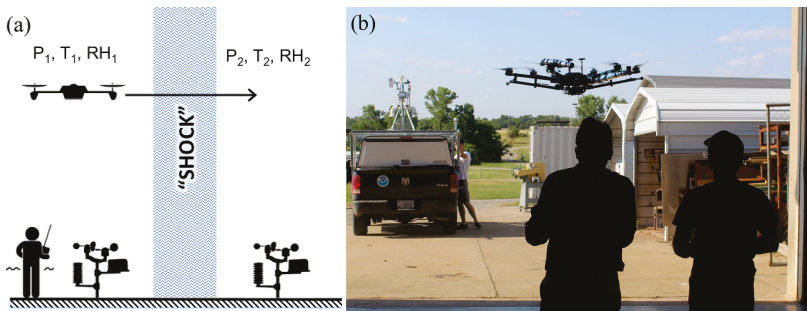 (a)
P₁, T₁, RH₁
P₂, T₂, RH₂
"SHOCK"
(b)